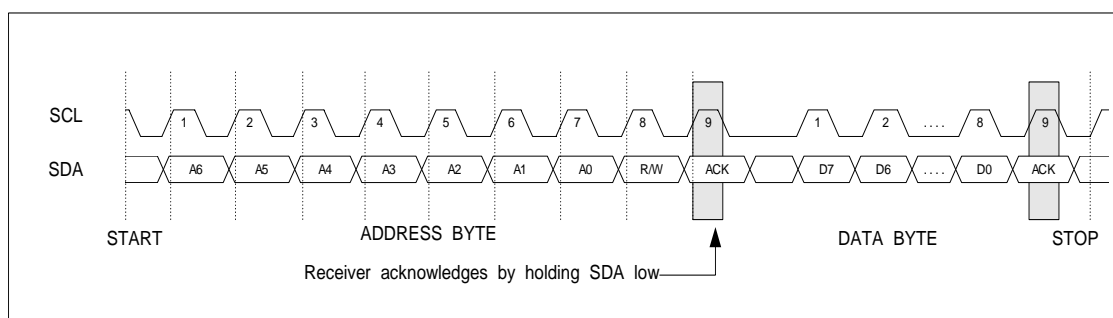 SCL 1 2 3 4 5 6 7 8 9 1 2 .... 8 9
SDA A6 A5 A4 A3 A2 A1 A0 R/W ACK D7 D6 .... D0 ACK
START ADDRESS BYTE DATA BYTE STOP
Receiver acknowledges by holding SDA low